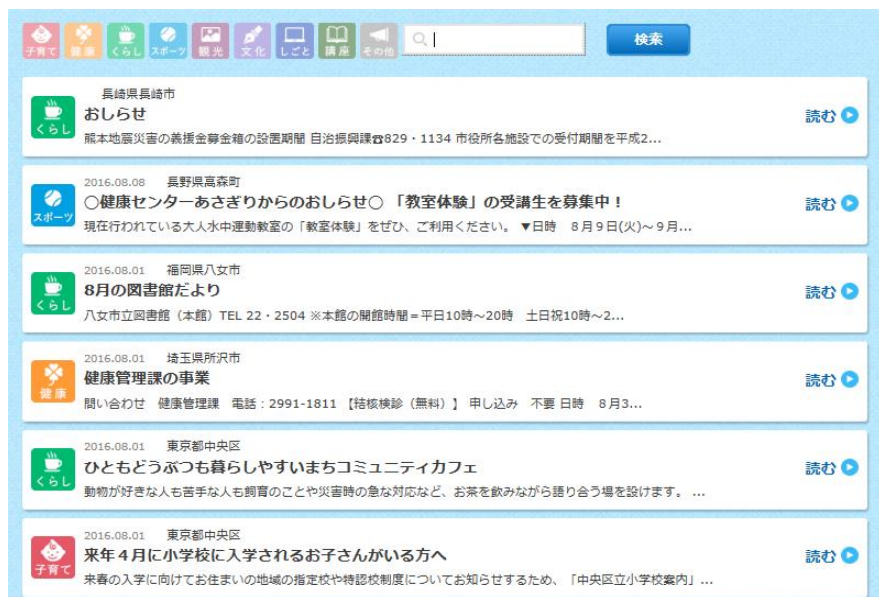 子育て 健康 くらし スポーツ 観光 文化 しごと 講座 その他 検索
長崎県長崎市
くらし おしらせ 読む
熊本地震災害の義援金募金箱の設置期間 自治振興課☎829・1134 市役所各施設での受付期間を平成2...
2016.08.08 長野県高森町
スポーツ ○健康センターあさぎりからのおしらせ○ 「教室体験」の受講生を募集中！ 読む
現在行われている大人水中運動教室の「教室体験」をぜひ、ご利用ください。 ▼日時 8月9日(火)～9月...
2016.08.01 福岡県八女市
くらし 8月の図書館だより 読む
八女市立図書館（本館）TEL 22・2504 ※本館の開館時間＝平日10時～20時 土日祝10時～2...
2016.08.01 埼玉県所沢市
健康 健康管理課の事業 読む
問い合わせ 健康管理課 電話：2991-1811 【結核検診（無料）】 申し込み 不要 日時 8月3...
2016.08.01 東京都中央区
くらし ひともどうぶつも暮らしやすいまちコミュニティカフェ 読む
動物が好きな人も苦手な人も飼育のことや災害時の急な対応など、お茶を飲みながら語り合う場を設けます。 ...
2016.08.01 東京都中央区
子育て 来年４月に小学校に入学されるお子さんがいる方へ 読む
来春の入学に向けてお住まいの地域の指定校や特認校制度についてお知らせするため、「中央区立小学校案内」...